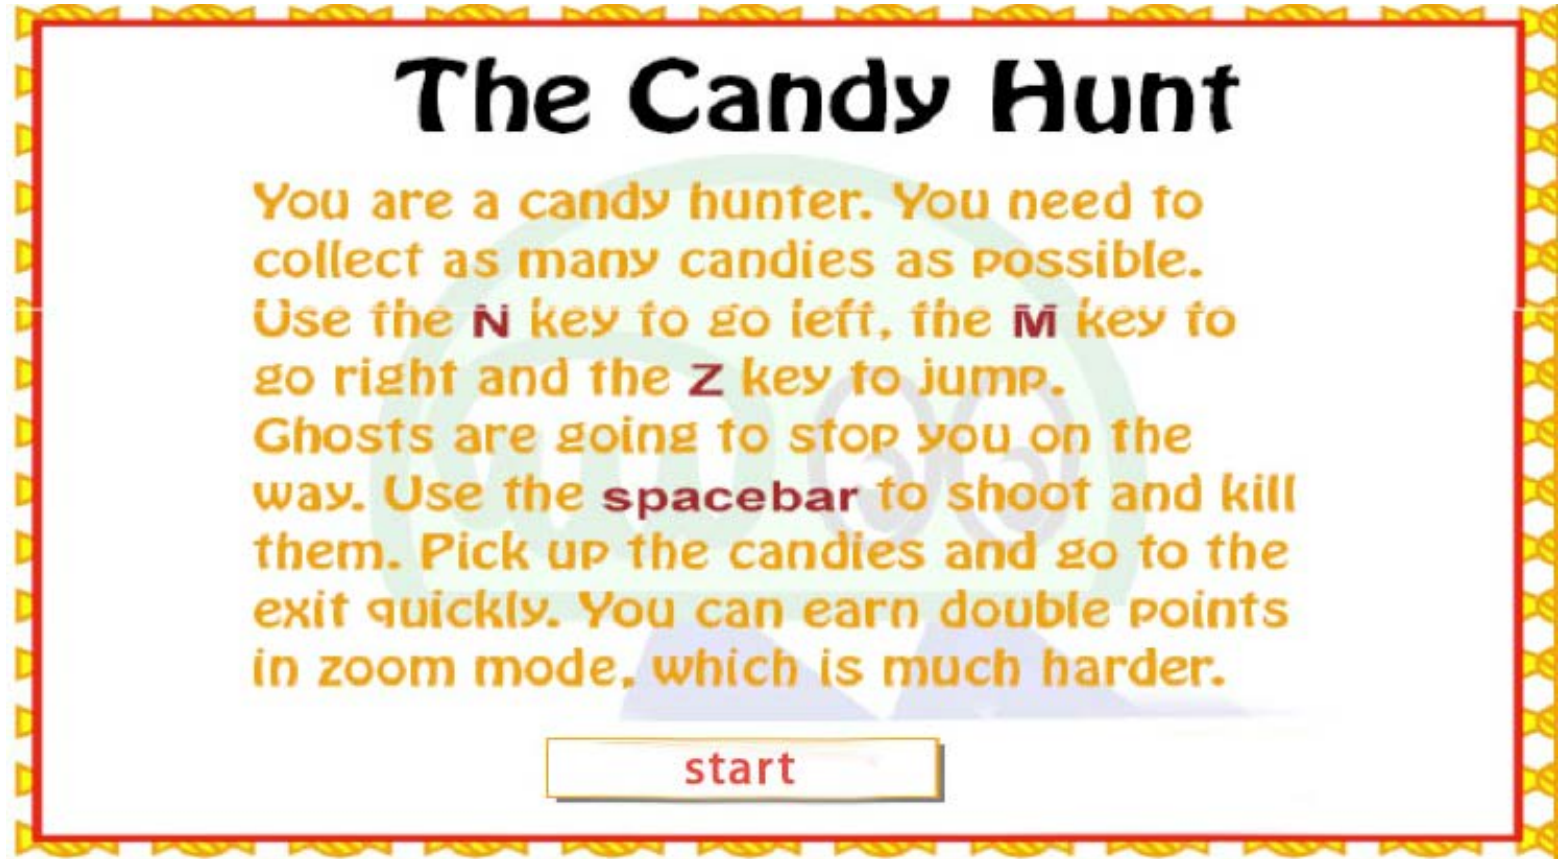 The Candy Hunt
You are a candy hunter. You need to
collect as many candies as possible.
Use the N key to go left, the M key to
go right and the Z key to jump.
Ghosts are going to stop you on the
way. Use the spacebar to shoot and kill
them. Pick up the candies and go to the
exit quickly. You can earn double points
in zoom mode, which is much harder.
start